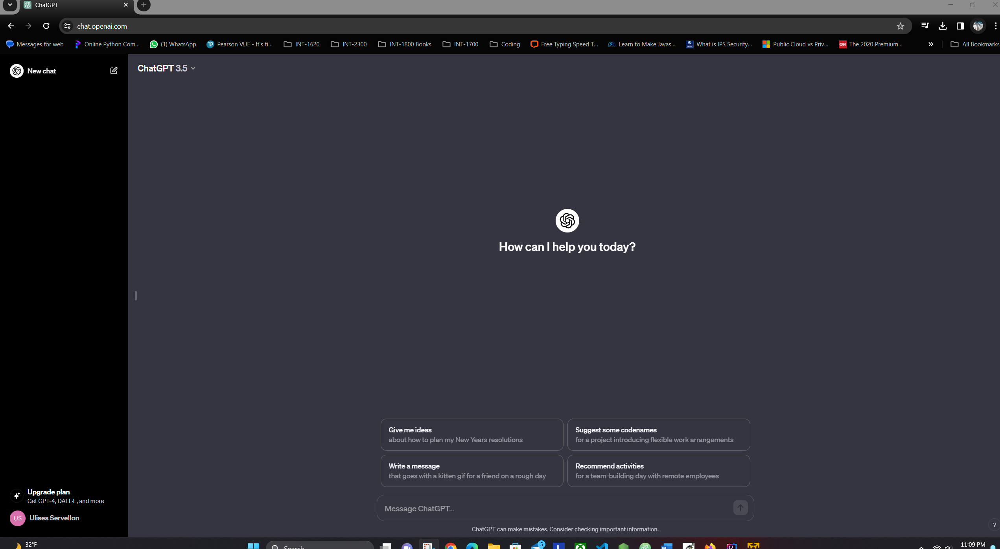 ChatGPT
chat.openai.com
Messages for web
Online Python Com...
(1) WhatsApp
Pearson VUE - It's ti...
INT-1620
INT-2300
INT-1800 Books
INT-1700
Coding
Free Typing Speed T...
Learn to Make Javas...
What is IPS Security...
Public Cloud vs Priv...
CNN
The 2020 Premium...
All Bookmarks
New chat
ChatGPT 3.5
How can I help you today?
Give me ideas
about how to plan my New Years resolutions
Suggest some codenames
for a project introducing flexible work arrangements
Write a message
that goes with a kitten gif for a friend on a rough day
Recommend activities
for a team-building day with remote employees
Upgrade plan
Get GPT-4, DALL·E, and more
US
Ulises Servellon
Message ChatGPT...
ChatGPT can make mistakes. Consider checking important information.
?
32°F
Search
5
11:09 PM